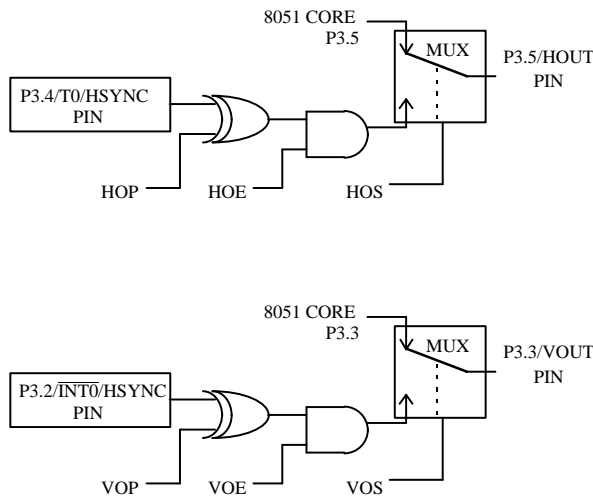 8051 CORE
P3.5
MUX
P3.5/HOUT
PIN
P3.4/T0/HSYNC
PIN
HOP
HOE
HOS
8051 CORE
P3.3
MUX
P3.3/VOUT
PIN
P3.2/INT0/HSYNC
PIN
VOP
VOE
VOS